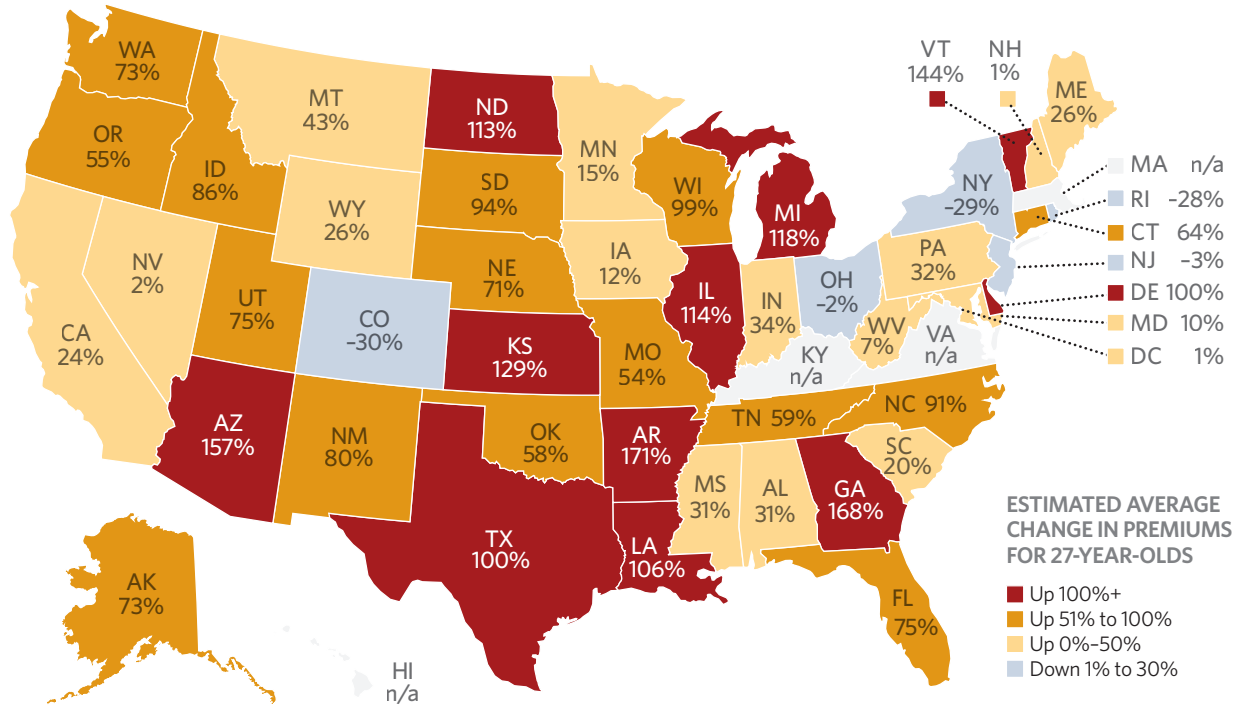 WA
73%
OR
55%
ID
86%
MT
43%
WY
26%
CA
24%
NV
2%
UT
75%
CO
-30%
AZ
157%
NM
80%
ND
113%
SD
94%
NE
71%
KS
129%
OK
58%
TX
100%
MN
15%
IA
12%
MO
54%
AR
171%
LA
106%
WI
99%
IL
114%
MI
118%
IN
34%
OH
-2%
KY
n/a
TN 59%
MS
31%
AL
31%
GA
168%
FL
75%
SC
20%
NC 91%
VA
n/a
WV
7%
PA
32%
NY
-29%
VT
144%
NH
1%
ME
26%
MA n/a
RI -28%
CT 64%
NJ -3%
DE 100%
MD 10%
DC 1%
AK
73%
HI
n/a
ESTIMATED AVERAGE
CHANGE IN PREMIUMS
FOR 27-YEAR-OLDS
Up 100%+
Up 51% to 100%
Up 0%–50%
Down 1% to 30%